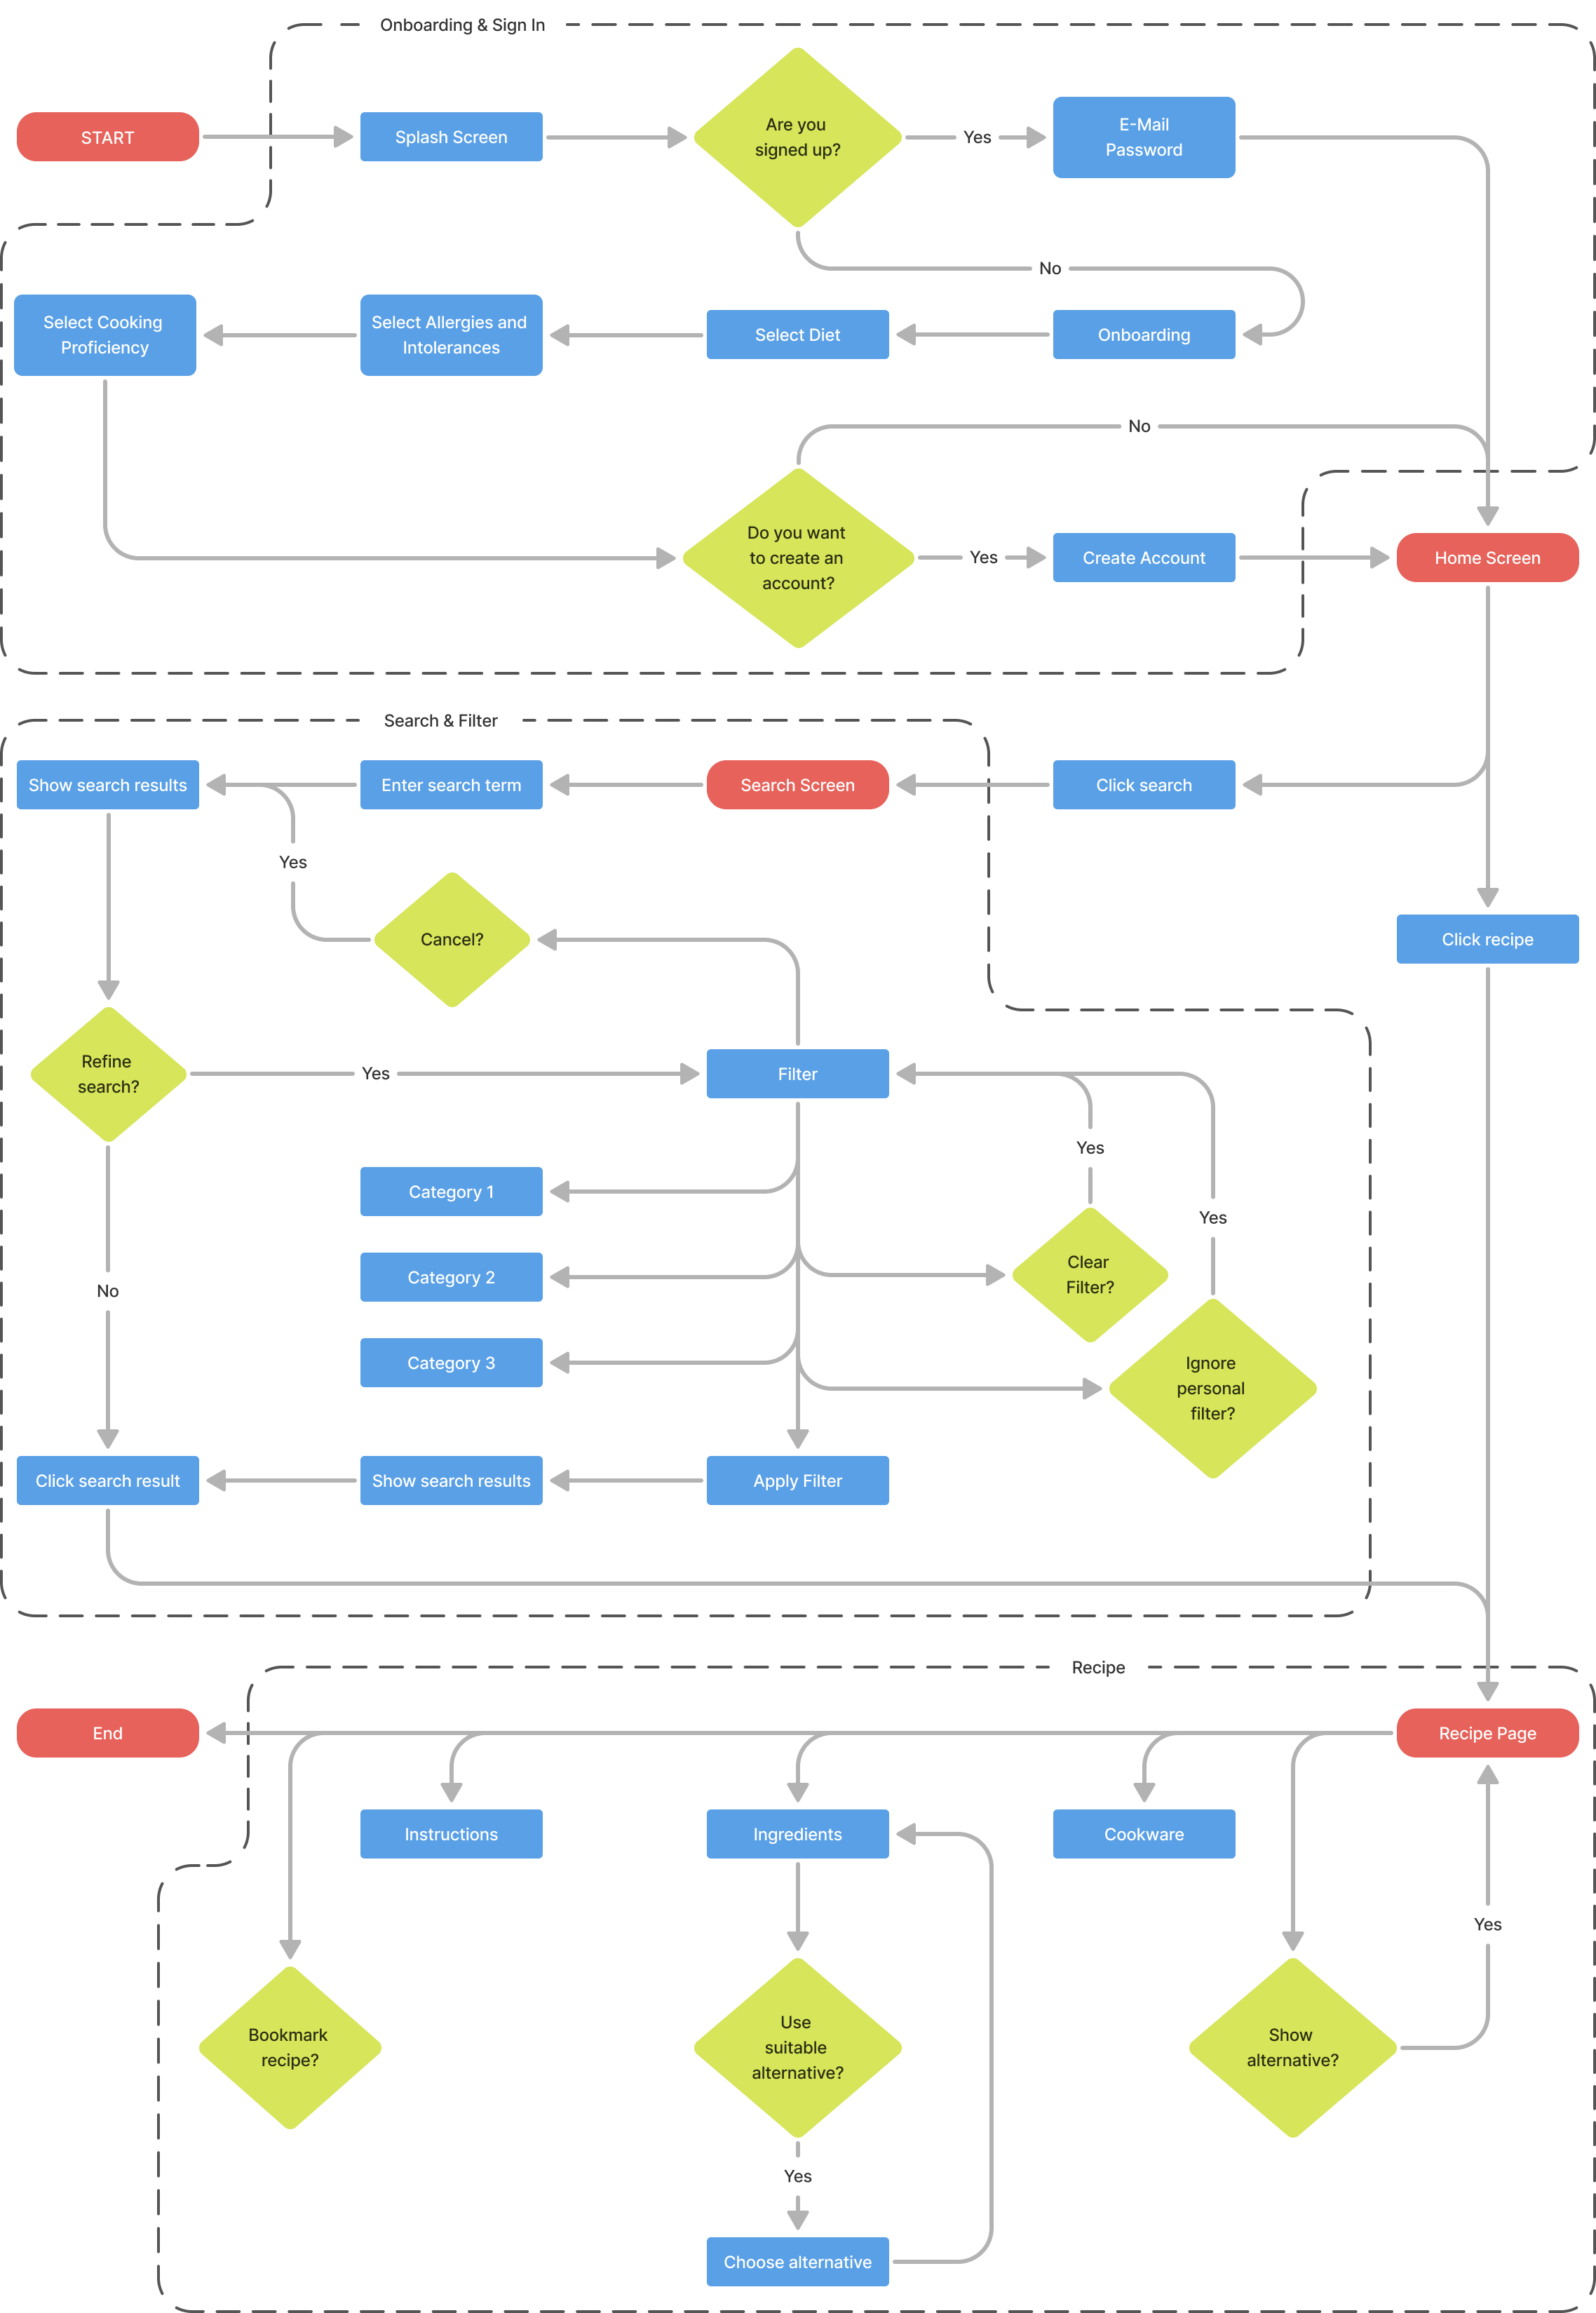 Onboarding & Sign In
START
Splash Screen
Are you
signed up?
Yes
E-Mail
Password
No
Select Cooking
Proficiency
Select Allergies and
Intolerances
Select Diet
Onboarding
No
Do you want
to create an
account?
Yes
Create Account
Home Screen
Search & Filter
Show search results
Enter search term
Search Screen
Click search
Yes
Cancel?
Click recipe
Refine
search?
Yes
Filter
Yes
Category 1
Yes
Category 2
Clear
Filter?
No
Category 3
Ignore
personal
filter?
Click search result
Show search results
Apply Filter
Recipe
End
Recipe Page
Instructions
Ingredients
Cookware
Yes
Bookmark
recipe?
Use
suitable
alternative?
Show
alternative?
Yes
Choose alternative